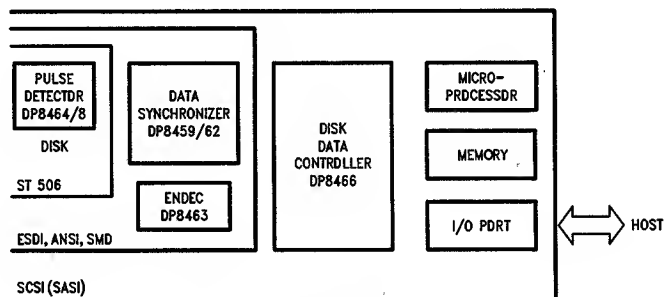 PULSE
DETECTDR
DP8464/8
DISK
ST 506
DATA
SYNCHRONIZER
DP8459/62
ENDEC
DP8463
ESDI, ANSI, SMD
SCSI (SASI)
DISK
DATA
CONTRDLLER
DP8466
MICRO-
PRDCESSDR
MEMORY
I/O PDRT
HOST